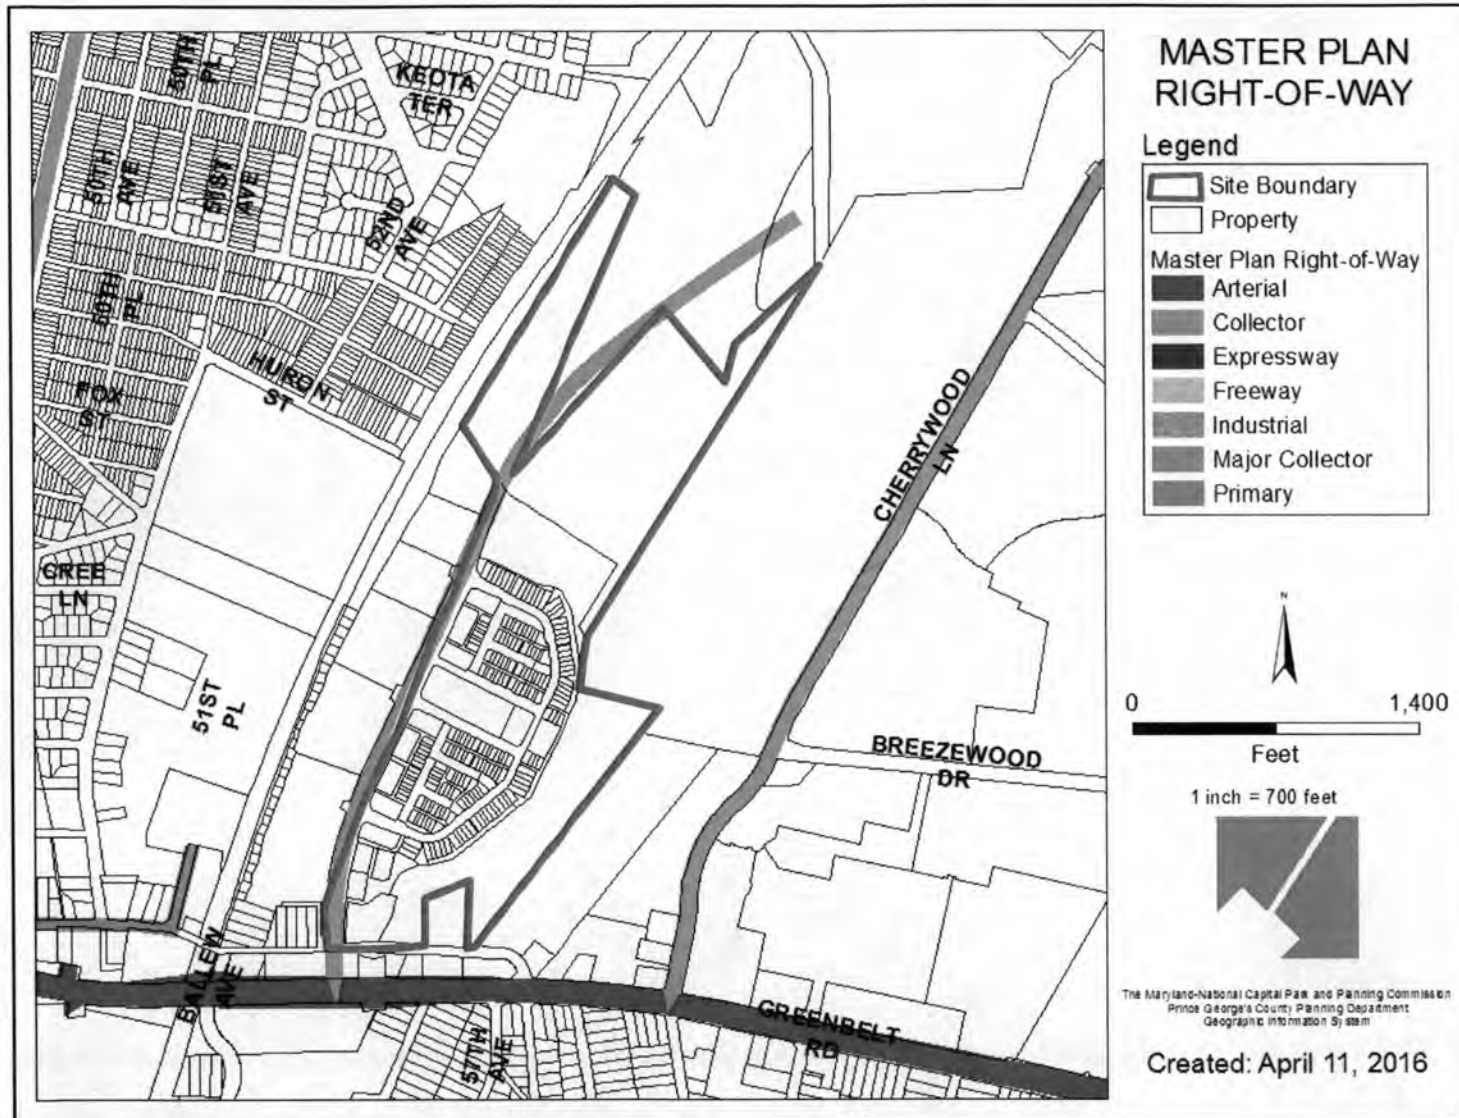 MASTER PLAN
RIGHT-OF-WAY
Legend
Site Boundary
Property
Master Plan Right-of-Way
Arterial
Collector
Expressway
Freeway
Industrial
Major Collector
Primary
N
0 1,400
Feet
1 inch = 700 feet
The Maryland-National Capital Park and Planning Commission
Prince George's County Planning Department
Geographic Information System
Created: April 11, 2016
50TH
PL
KEOTA
TER
50TH
AVE
51ST
AVE
52ND
AVE
50TH
PL
HURON
ST
FOX
ST
CREE
LN
51ST
PL
CHERRYWOOD
LN
BREEZEWOOD
DR
BALLEW
AVE
57TH
AVE
GREENBELT
RD